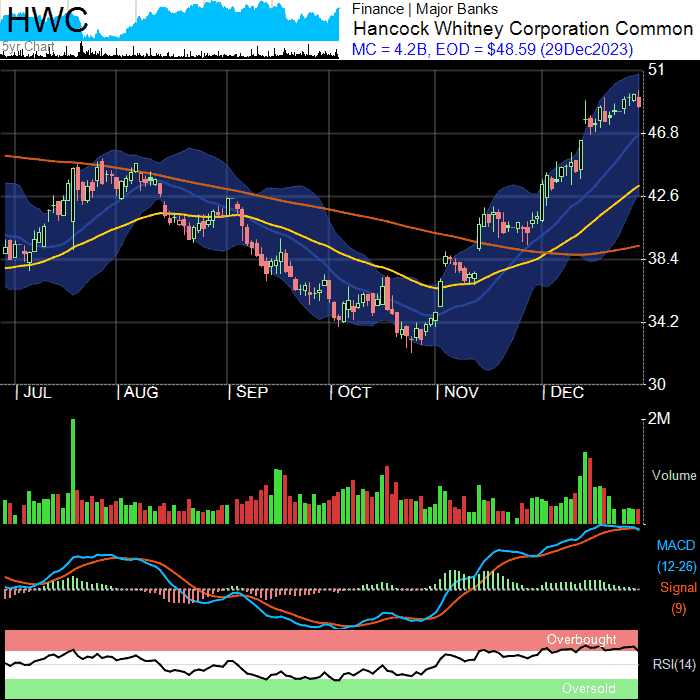 HWC
5yr Chart
Finance | Major Banks
Hancock Whitney Corporation Common
MC = 4.2B, EOD = $48.59 (29Dec2023)
51
46.8
42.6
38.4
34.2
30
JUL AUG SEP OCT NOV DEC
2M
Volume
MACD
(12-26)
Signal
(9)
Overbought
RSI(14)
Oversold